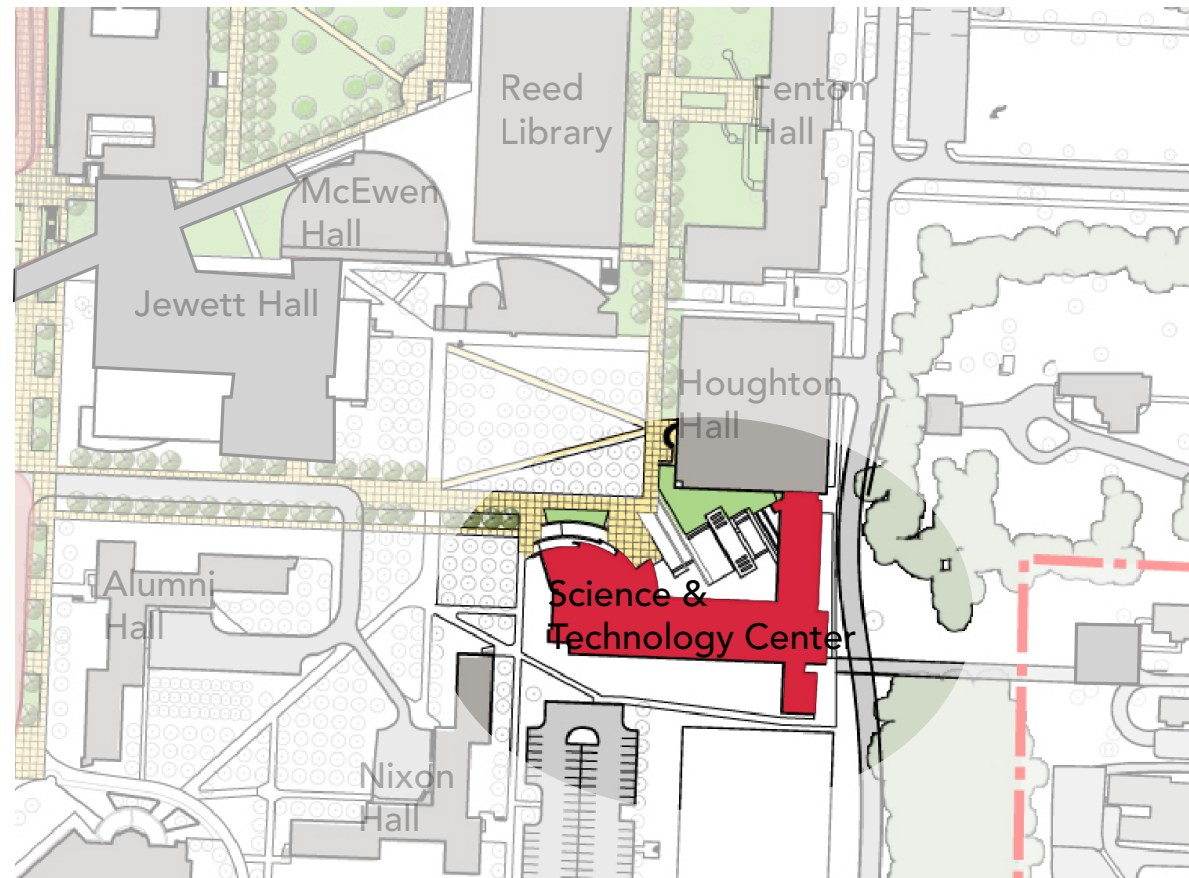 Reed
Library
Fenton
Hall
McEwen
Hall
Jewett Hall
Houghton
Hall
Science &
Technology Center
Alumni
Hall
Nixon
Hall